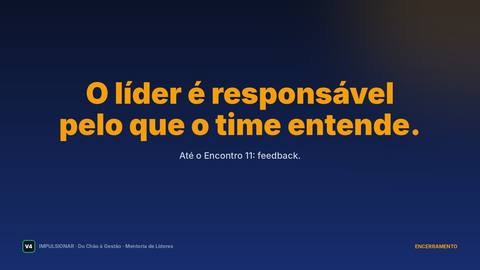 O líder é responsável
pelo que o time entende.
Até o Encontro 11: feedback.
V4 IMPULSIONAR · Do Chão à Gestão · Mentoria de Líderes
ENCERRAMENTO